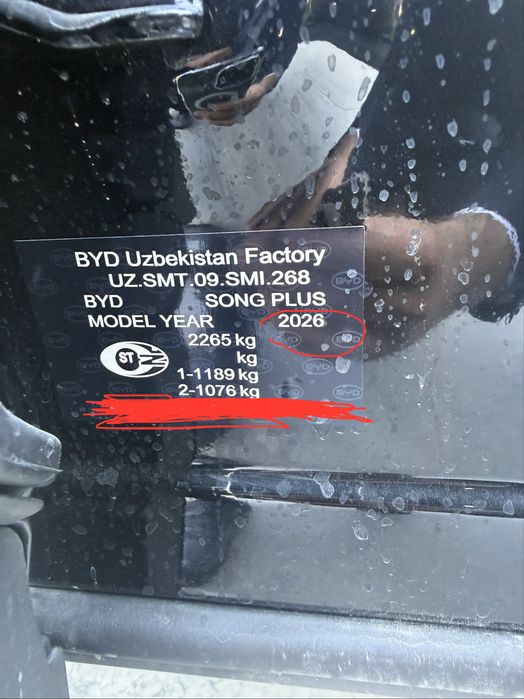 BYD Uzbekistan Factory
UZ.SMT.09.SMI.268
BYD SONG PLUS
MODEL YEAR 2026
2265 kg
kg
1-1189 kg
2-1076 kg